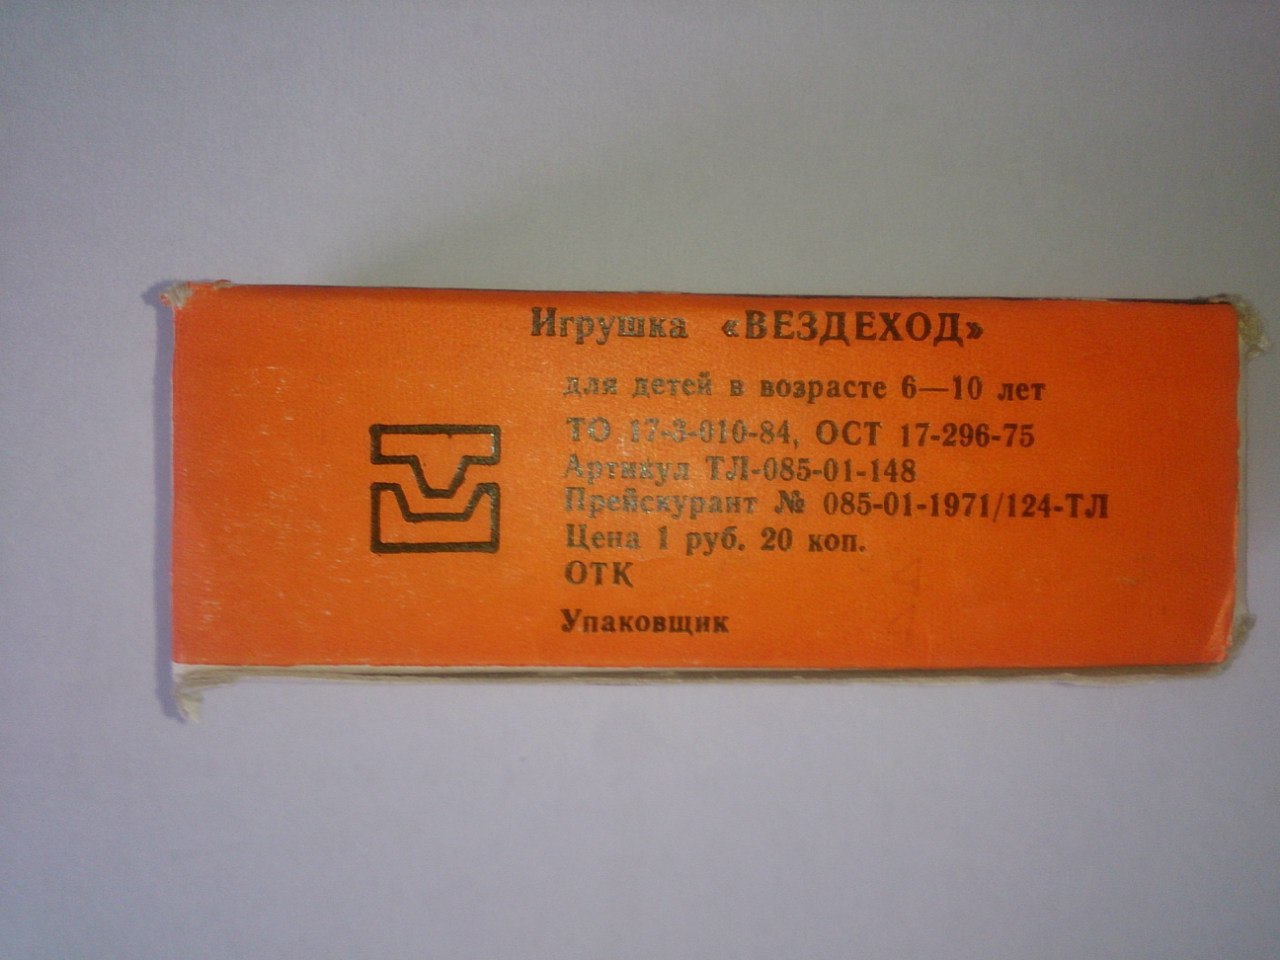 Игрушка «ВЕЗДЕХОД»
для детей в возрасте 6—10 лет
ТО 17-3-010-84, ОСТ 17-296-75
Артикул ТЛ-085-01-148
Прейскурант № 085-01-1971/124-ТЛ
Цена 1 руб. 20 коп.
ОТК
Упаковщик